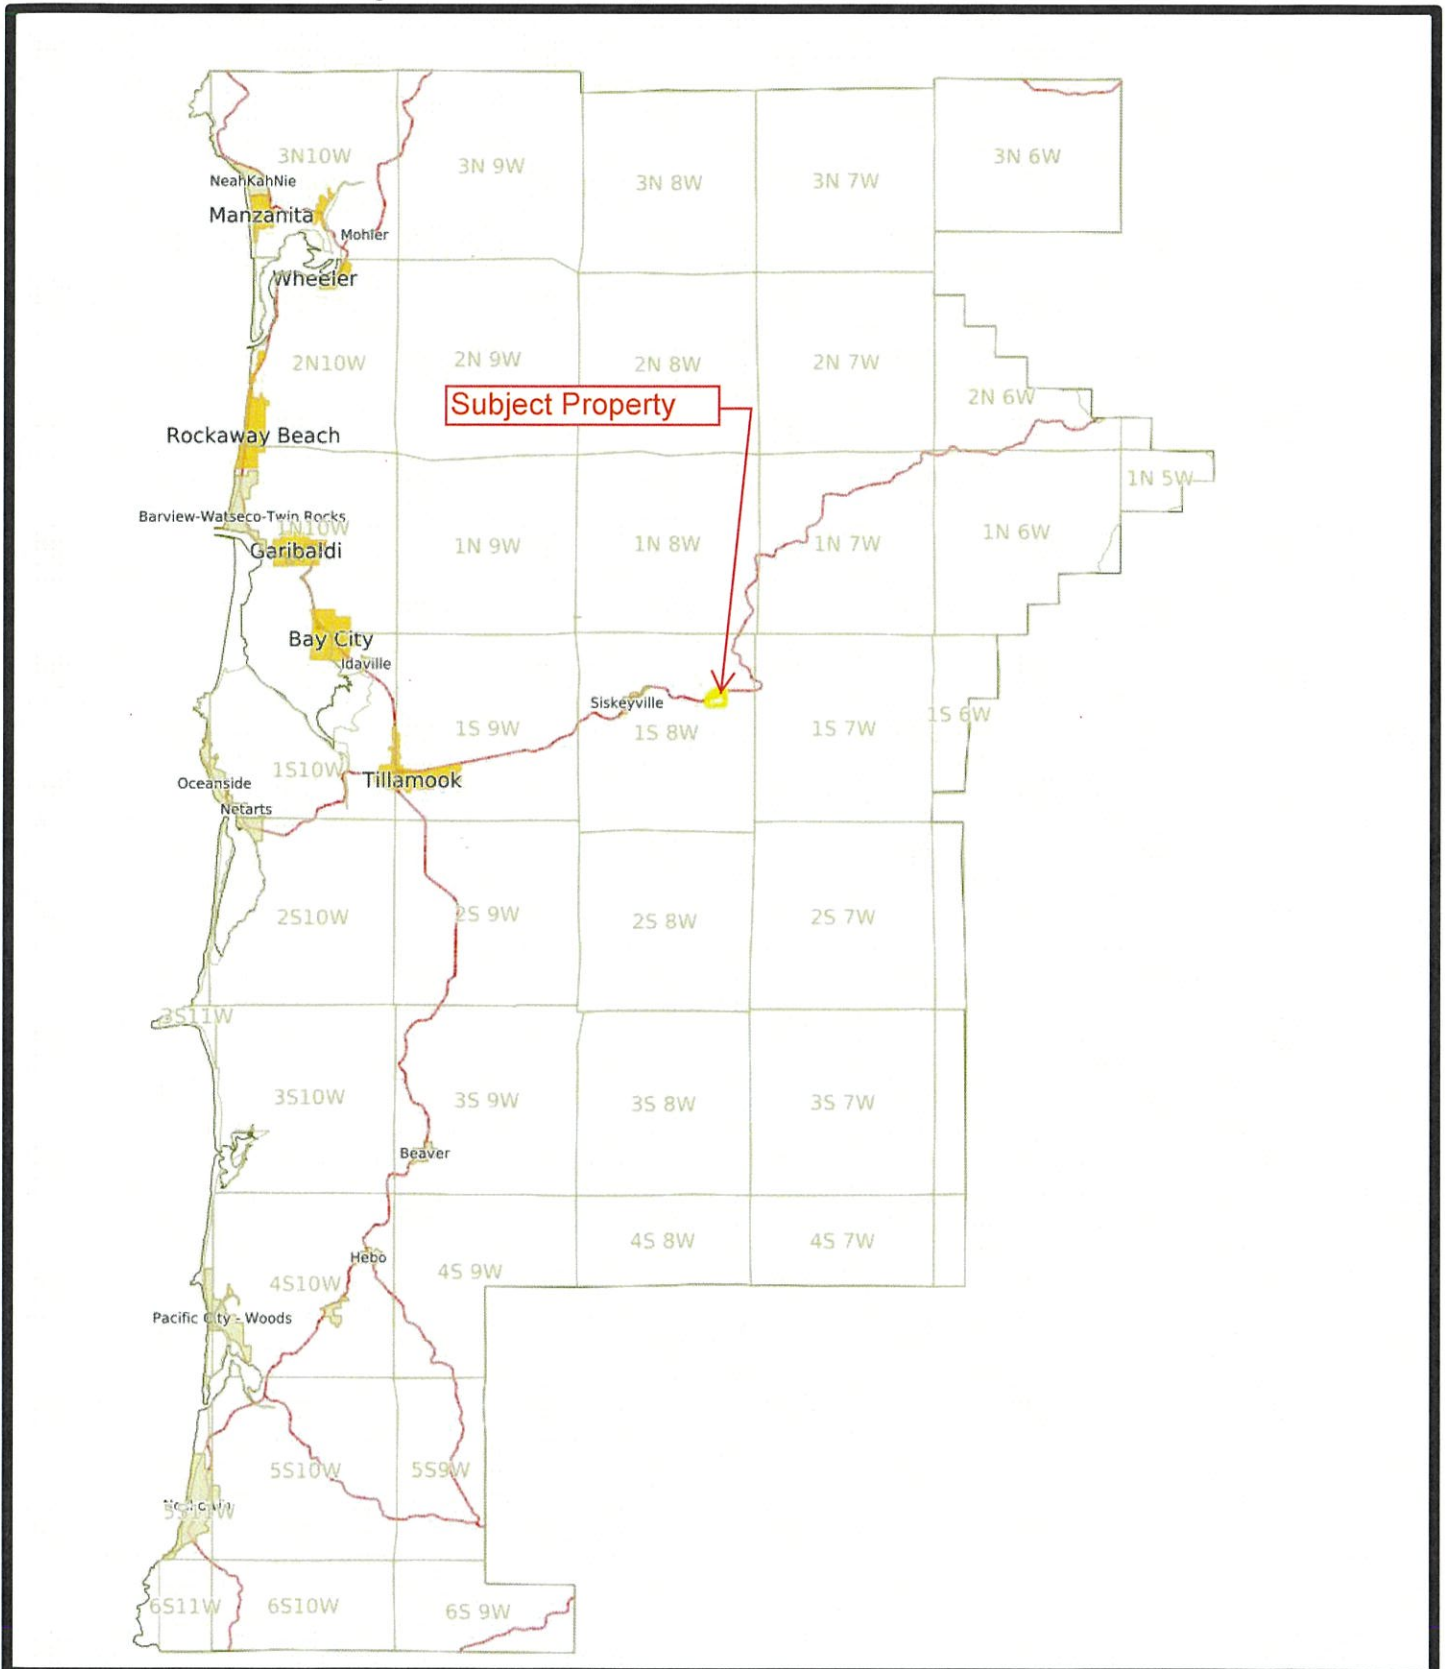 3N10W
3N 9W
3N 8W
3N 7W
3N 6W
NeahKahNie
Manzanita
Mohler
Wheeler
2N10W
2N 9W
2N 8W
2N 7W
2N 6W
Subject Property
Rockaway Beach
1N 5W
Barview-Watseco-Twin Rocks
1N10W
Garibaldi
1N 9W
1N 8W
1N 7W
1N 6W
Bay City
Idaville
Siskeyville
1S 9W
1S 8W
1S 7W
1S 6W
1S10W
Tillamook
Oceanside
Netarts
2S10W
2S 9W
2S 8W
2S 7W
3S11W
3S10W
3S 9W
3S 8W
3S 7W
Beaver
4S 8W
4S 7W
Hebo
4S10W
4S 9W
Pacific City - Woods
5S10W
5S9W
5S11W
6S11W
6S10W
6S 9W